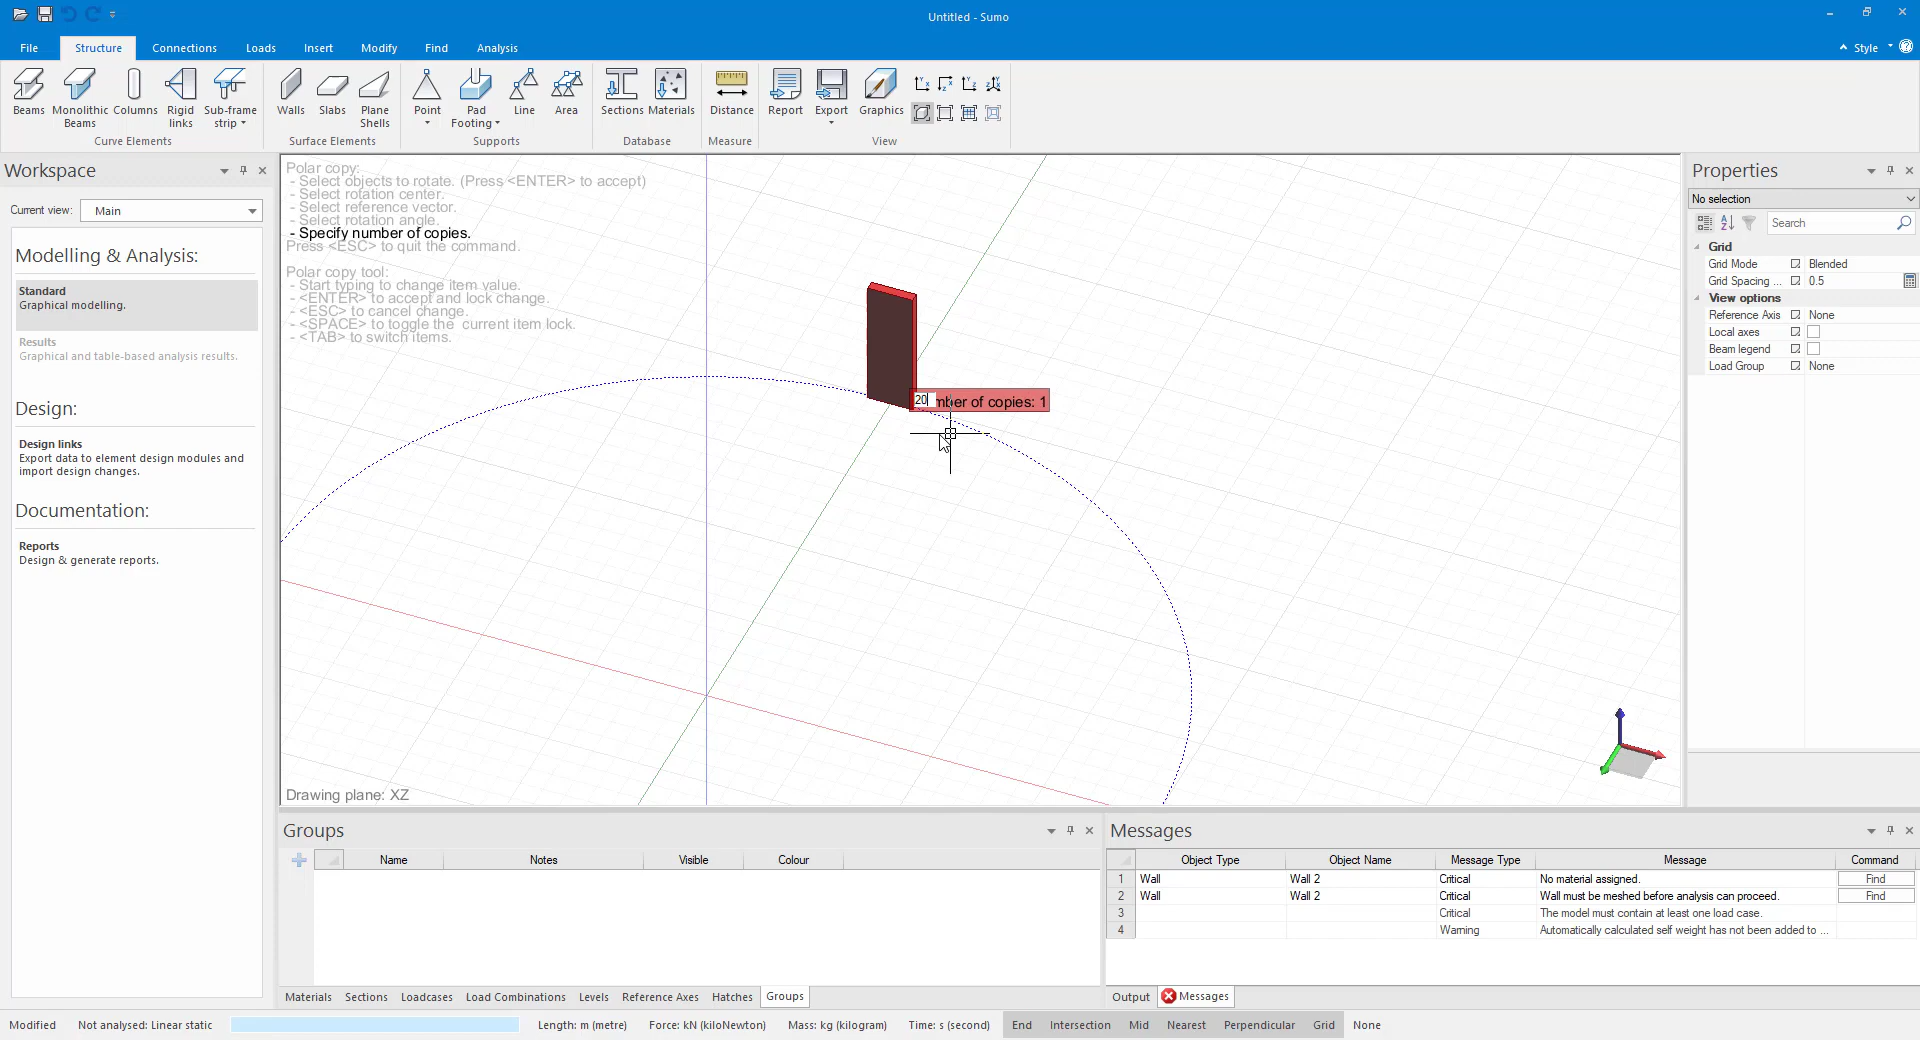 Untitled - Sumo
File
Structure
Connections
Loads
Insert
Modify
Find
Analysis
Style
Beams
Monolithic
Beams
Columns
Rigid
links
Sub-frame
strip
Curve Elements
Walls
Slabs
Plane
Shells
Surface Elements
Point
Pad
Footing
Line
Area
Supports
Sections
Materials
Database
Distance
Measure
Report
Export
Graphics
View
Workspace
Current view:
Main
Modelling & Analysis:
Standard
Graphical modelling.
Results
Graphical and table-based analysis results.
Design:
Design links
Export data to element design modules and
import design changes.
Documentation:
Reports
Design & generate reports.
Polar copy:
- Select objects to rotate. (Press <ENTER> to accept)
- Select rotation center.
- Select reference vector.
- Select rotation angle.
- Specify number of copies.
Press <ESC> to quit the command.
Polar copy tool:
- Start typing to change item value.
- <ENTER> to accept and lock change.
- <ESC> to cancel change.
- <SPACE> to toggle the  current item lock.
- <TAB> to switch items.
20
mber of copies: 1
Drawing plane: XZ
Properties
No selection
Search
Grid
Grid Mode
Blended
Grid Spacing ...
0.5
View options
Reference Axis
None
Local axes
Beam legend
Load Group
None
Groups
Name
Notes
Visible
Colour
Materials
Sections
Loadcases
Load Combinations
Levels
Reference Axes
Hatches
Groups
Messages
Object Type
Object Name
Message Type
Message
Command
1
Wall
Wall 2
Critical
No material assigned.
Find
2
Wall
Wall 2
Critical
Wall must be meshed before analysis can proceed.
Find
3
Critical
The model must contain at least one load case.
4
Warning
Automatically calculated self weight has not been added to ...
Output
Messages
Modified
Not analysed: Linear static
Length: m (metre)
Force: kN (kiloNewton)
Mass: kg (kilogram)
Time: s (second)
End
Intersection
Mid
Nearest
Perpendicular
Grid
None